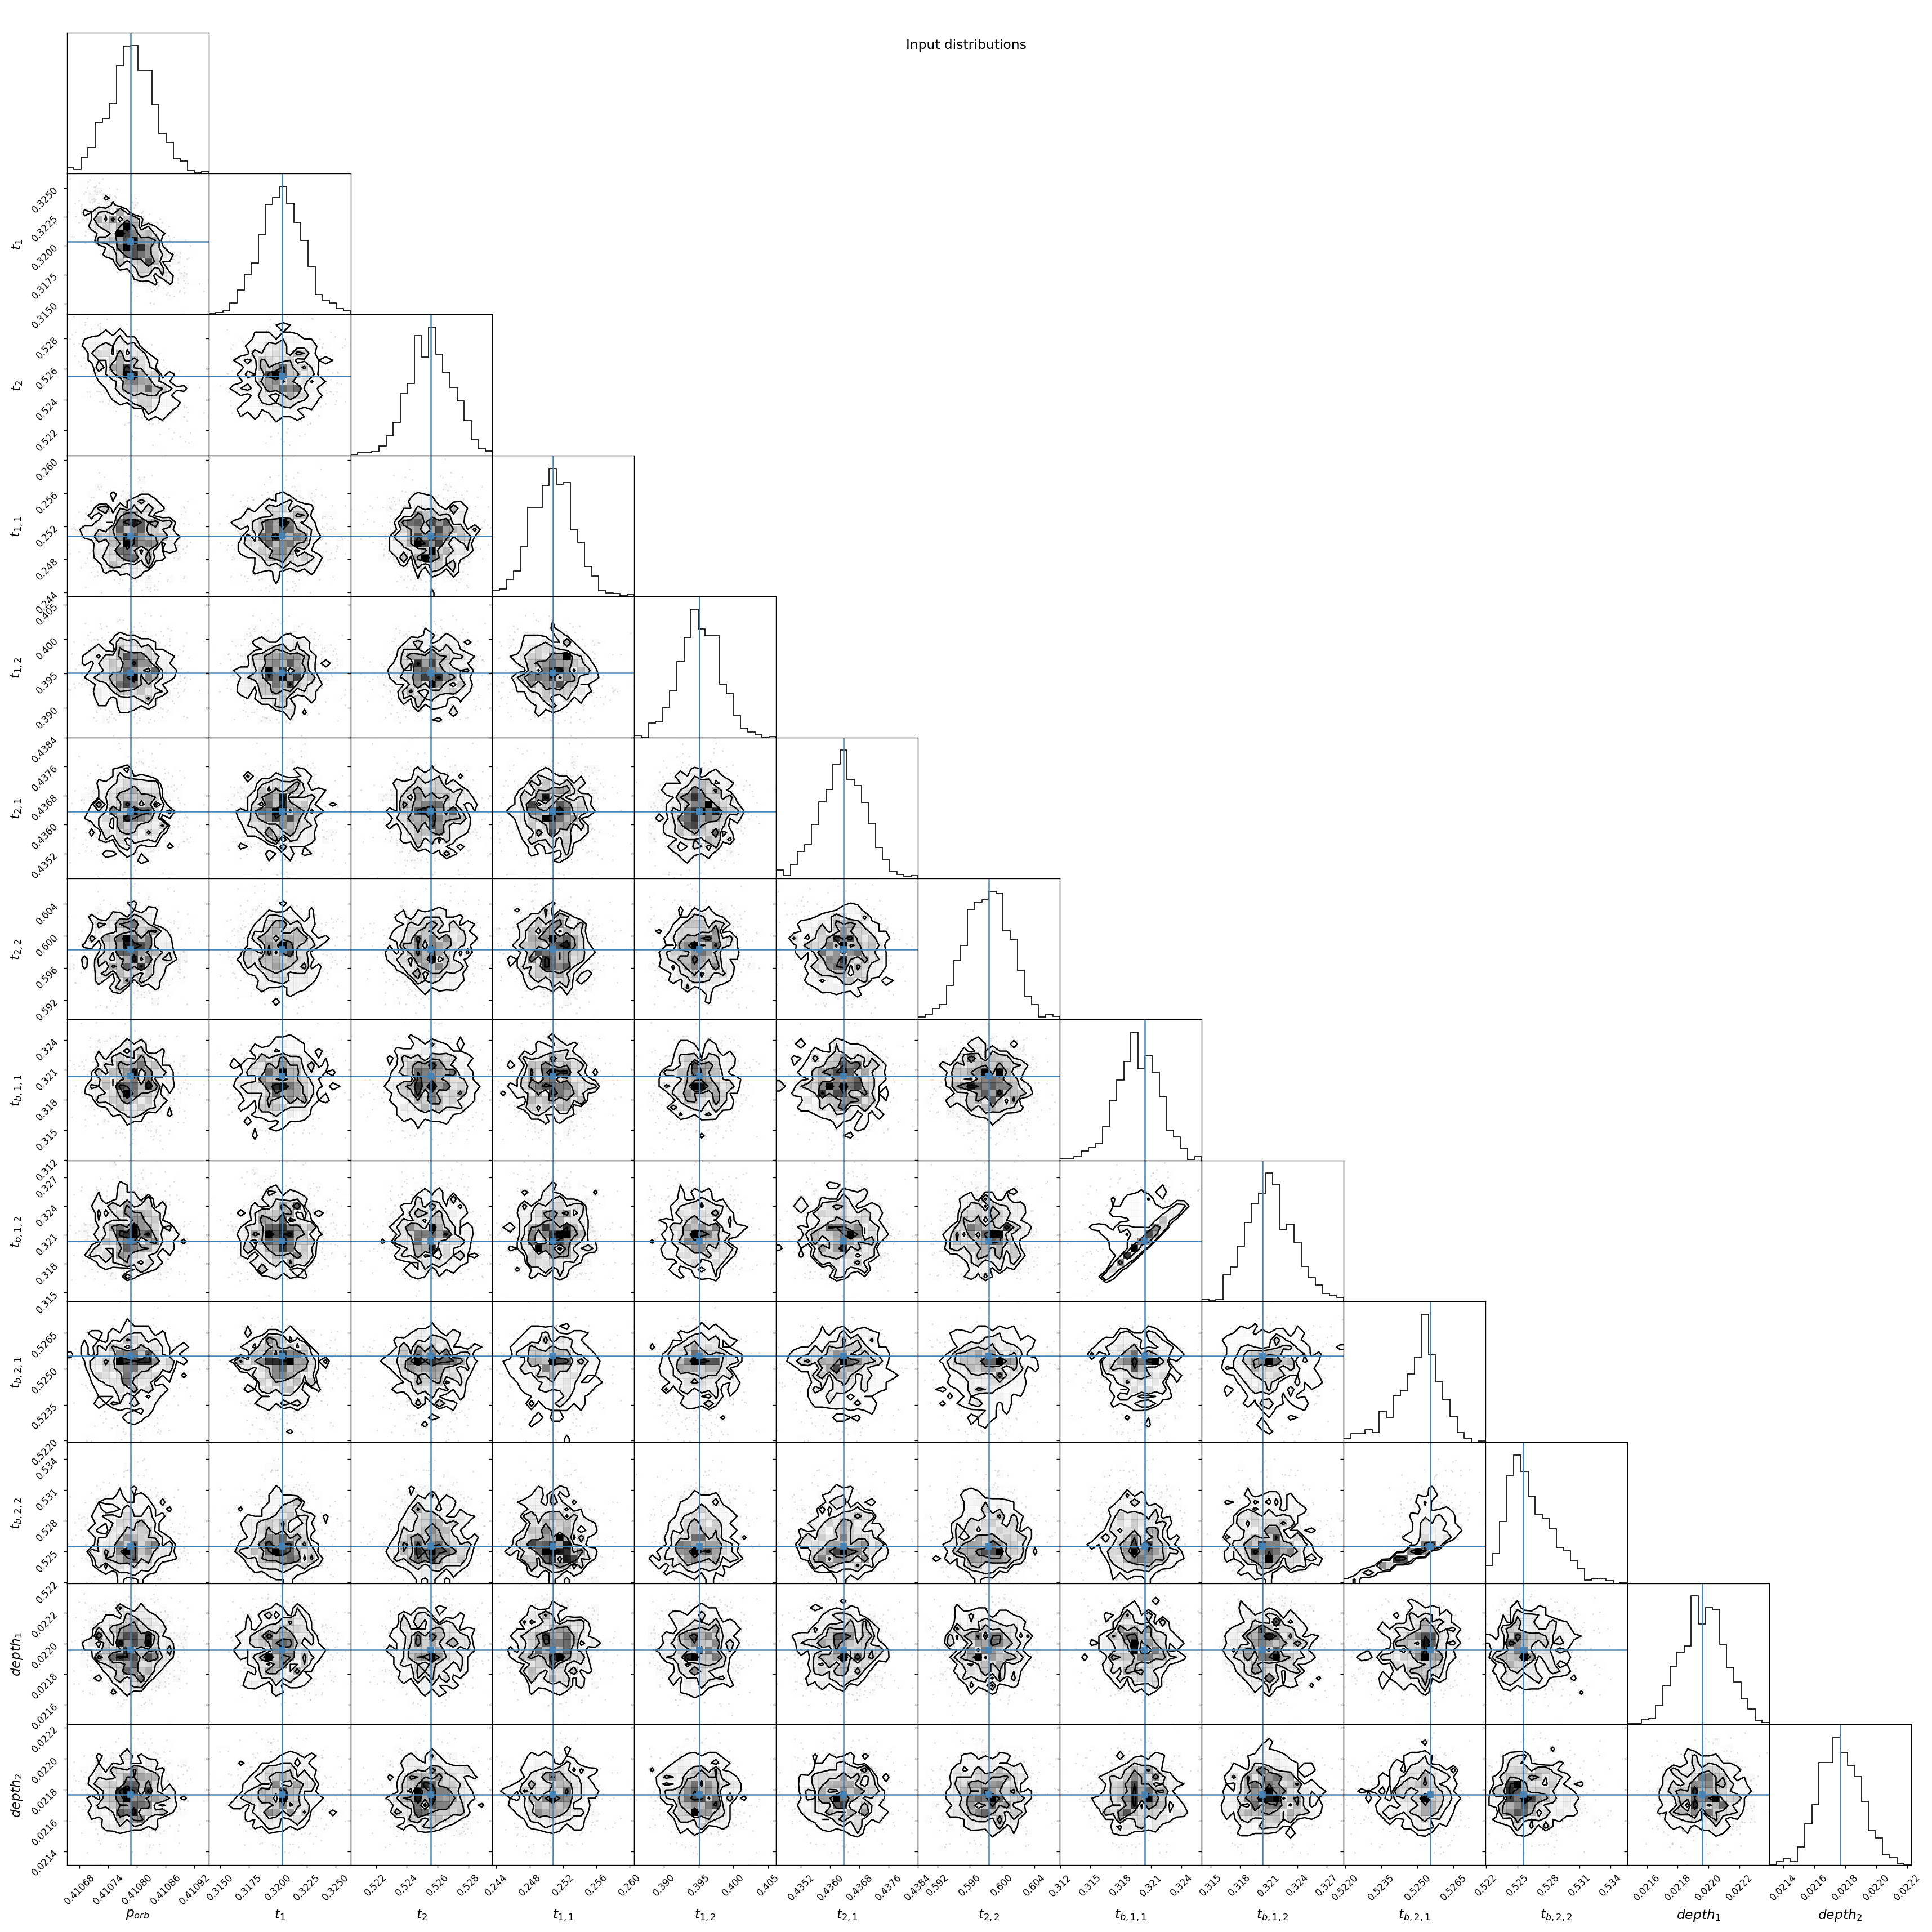 Input distributions
t_1
0.3250
0.3225
0.3200
0.3175
0.3150
t_2
0.528
0.526
0.524
0.522
t_{1,1}
0.260
0.256
0.252
0.248
0.244
t_{1,2}
0.405
0.400
0.395
0.390
t_{2,1}
0.4384
0.4376
0.4368
0.4360
0.4352
t_{2,2}
0.604
0.600
0.596
0.592
t_{b,1,1}
0.324
0.321
0.318
0.315
0.312
t_{b,1,2}
0.327
0.324
0.321
0.318
0.315
t_{b,2,1}
0.5265
0.5250
0.5235
0.5220
t_{b,2,2}
0.534
0.531
0.528
0.525
0.522
depth_1
0.0222
0.0220
0.0218
0.0216
depth_2
0.0222
0.0220
0.0218
0.0216
0.0214
0.41068 0.41074 0.41080 0.41086 0.41092
p_{orb}
0.3150 0.3175 0.3200 0.3225 0.3250
t_1
0.522 0.524 0.526 0.528
t_2
0.244 0.248 0.252 0.256 0.260
t_{1,1}
0.390 0.395 0.400 0.405
t_{1,2}
0.4352 0.4360 0.4368 0.4376 0.4384
t_{2,1}
0.592 0.596 0.600 0.604
t_{2,2}
0.312 0.315 0.318 0.321 0.324
t_{b,1,1}
0.315 0.318 0.321 0.324 0.327
t_{b,1,2}
0.5220 0.5235 0.5250 0.5265
t_{b,2,1}
0.522 0.525 0.528 0.531 0.534
t_{b,2,2}
0.0216 0.0218 0.0220 0.0222
depth_1
0.0214 0.0216 0.0218 0.0220 0.0222
depth_2